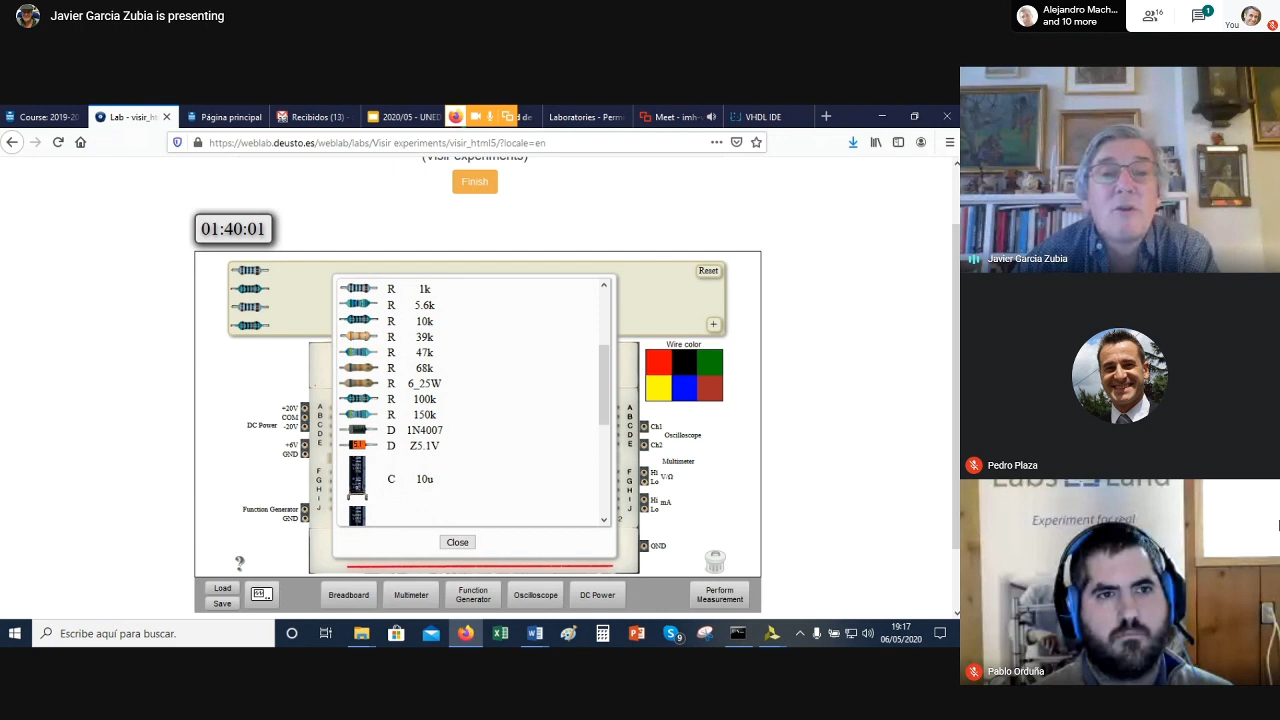 Javier Garcia Zubia is presenting
Alejandro Mach...
and 10 more
16
1
You
Course: 2019-20
Lab - visir_ht
Página principal
Recibidos (13) -
2020/05 - UNED
d de
Laboratories - Perm
Meet - imh-v
VHDL IDE
https://weblab.deusto.es/weblab/labs/Visir experiments/visir_html5/?locale=en
(Visir experiments)
Finish
01:40:01
Reset
+
R 1k
R 5.6k
R 10k
R 39k
R 47k
R 68k
R 6_25W
R 100k
R 150k
D 1N4007
5.1 D Z5.1V
C 10u
Close
Wire color
+20V
COM
-20V
DC Power
+6V
GND
Function Generator
GND
A
B
C
D
E
F
G
H
I
J
A
B
C
D
E
F
G
H
I
J
2
Ch1
Oscilloscope
Ch2
Multimeter
Hi
V/Ω
Lo
Hi
mA
Lo
GND
?
Load
Save
Breadboard
Multimeter
Function
Generator
Oscilloscope
DC Power
Perform
Measurement
Escribe aquí para buscar.
9
19:17
06/05/2020
Javier Garcia Zubia
Pedro Plaza
Labs Land
Experiment for real
Pablo Orduña